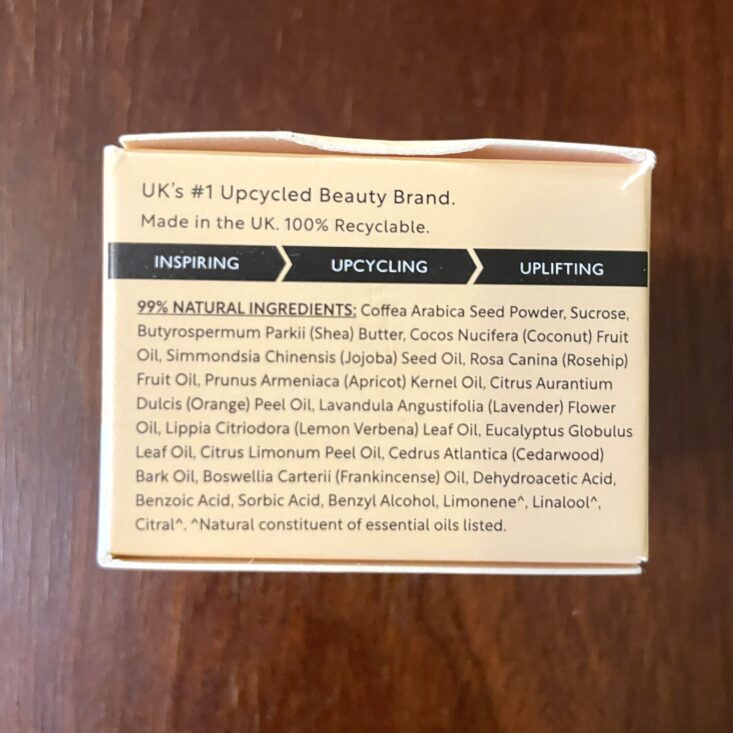 UK's #1 Upcycled Beauty Brand.
Made in the UK. 100% Recyclable.
INSPIRING UPCYCLING UPLIFTING
99% NATURAL INGREDIENTS: Coffea Arabica Seed Powder, Sucrose,
Butyrospermum Parkii (Shea) Butter, Cocos Nucifera (Coconut) Fruit
Oil, Simmondsia Chinensis (Jojoba) Seed Oil, Rosa Canina (Rosehip)
Fruit Oil, Prunus Armeniaca (Apricot) Kernel Oil, Citrus Aurantium
Dulcis (Orange) Peel Oil, Lavandula Angustifolia (Lavender) Flower
Oil, Lippia Citriodora (Lemon Verbena) Leaf Oil, Eucalyptus Globulus
Leaf Oil, Citrus Limonum Peel Oil, Cedrus Atlantica (Cedarwood)
Bark Oil, Boswellia Carterii (Frankincense) Oil, Dehydroacetic Acid,
Benzoic Acid, Sorbic Acid, Benzyl Alcohol, Limonene^, Linalool^,
Citral^. ^Natural constituent of essential oils listed.